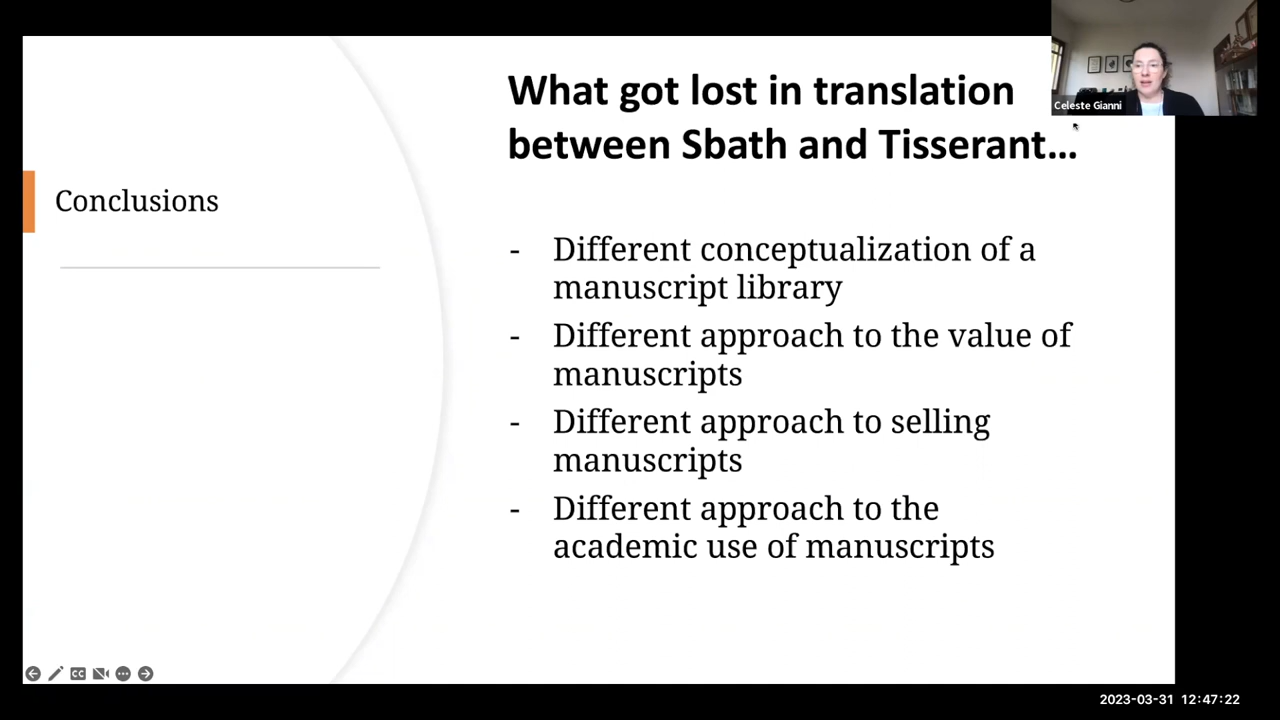 What got lost in translation
between Sbath and Tisserant...
Celeste Gianni
Conclusions
- Different conceptualization of a
manuscript library
- Different approach to the value of
manuscripts
- Different approach to selling
manuscripts
- Different approach to the
academic use of manuscripts
CC
2023-03-31 12:47:22